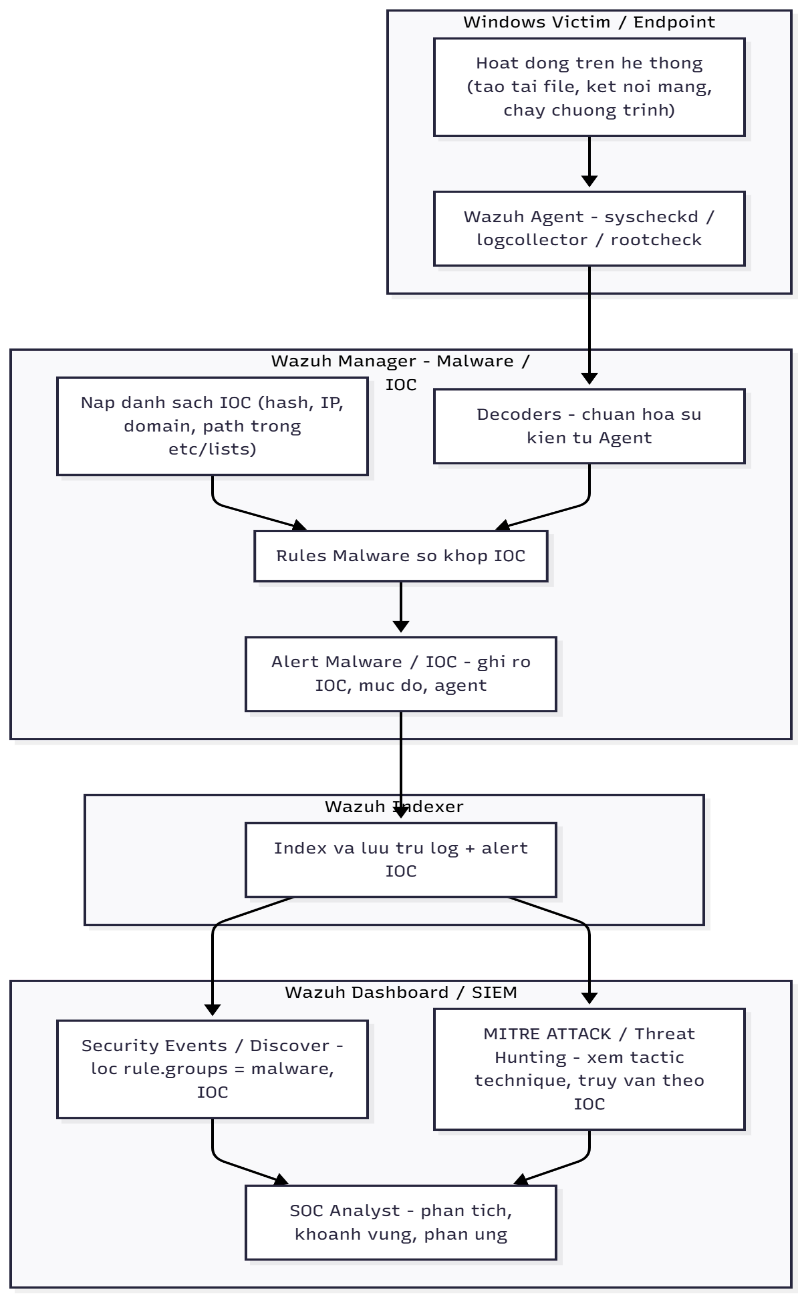 Windows Victim / Endpoint
Hoat dong tren he thong
(tao tai file, ket noi mang,
chay chuong trinh)
Wazuh Agent - syscheckd /
logcollector / rootcheck
Wazuh Manager - Malware /
IOC
Nap danh sach IOC (hash, IP,
domain, path trong
etc/lists)
Decoders - chuan hoa su
kien tu Agent
Rules Malware so khop IOC
Alert Malware / IOC - ghi ro
IOC, muc do, agent
Wazuh Indexer
Index va luu tru log + alert
IOC
Wazuh Dashboard / SIEM
Security Events / Discover -
loc rule.groups = malware,
IOC
MITRE ATTACK / Threat
Hunting - xem tactic
technique, truy van theo
IOC
SOC Analyst - phan tich,
khoanh vung, phan ung